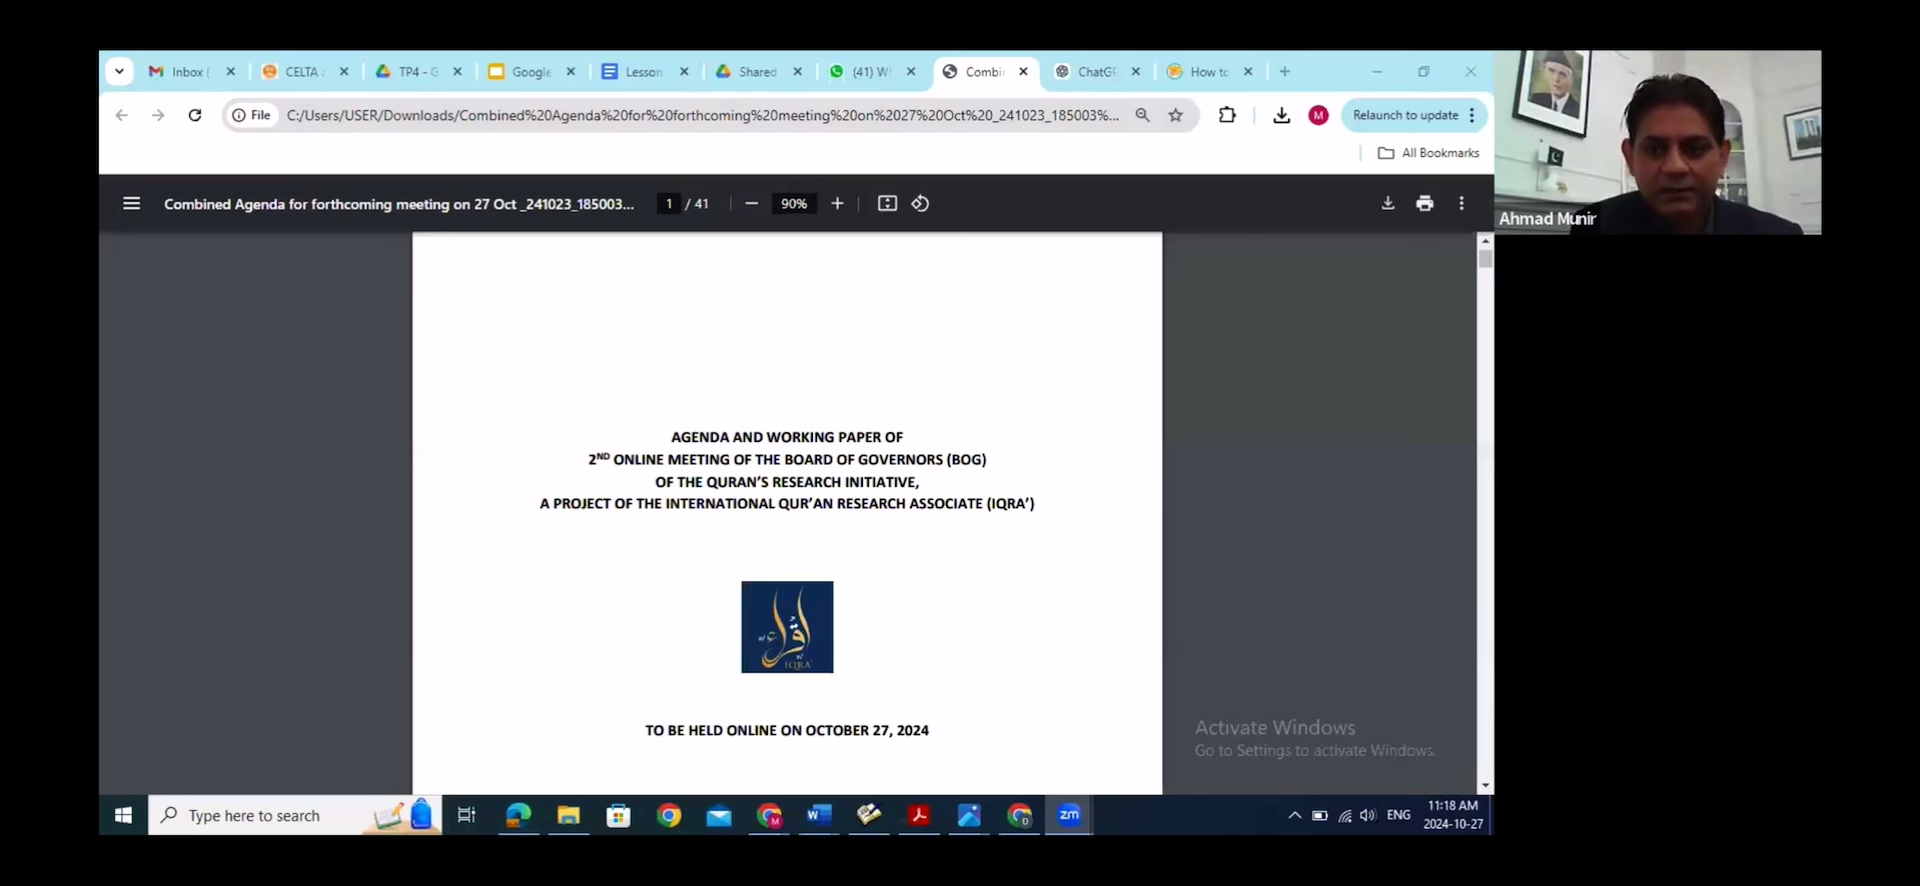 Inbox (
CELTA
TP4 - G
Google
Lesson
Shared
(41) W
Combi
ChatGP
How to
File
C:/Users/USER/Downloads/Combined%20Agenda%20for%20forthcoming%20meeting%20on%2027%20Oct%20_241023_185003%...
M
Relaunch to update
All Bookmarks
Combined Agenda for forthcoming meeting on 27 Oct _241023_185003...
1 / 41
90%
Ahmad Munir
AGENDA AND WORKING PAPER OF
2ND ONLINE MEETING OF THE BOARD OF GOVERNORS (BOG)
OF THE QURAN'S RESEARCH INITIATIVE,
A PROJECT OF THE INTERNATIONAL QUR'AN RESEARCH ASSOCIATE (IQRA')
اقراء
IQRA
TO BE HELD ONLINE ON OCTOBER 27, 2024
Activate Windows
Go to Settings to activate Windows.
Type here to search
zm
ENG
11:18 AM
2024-10-27